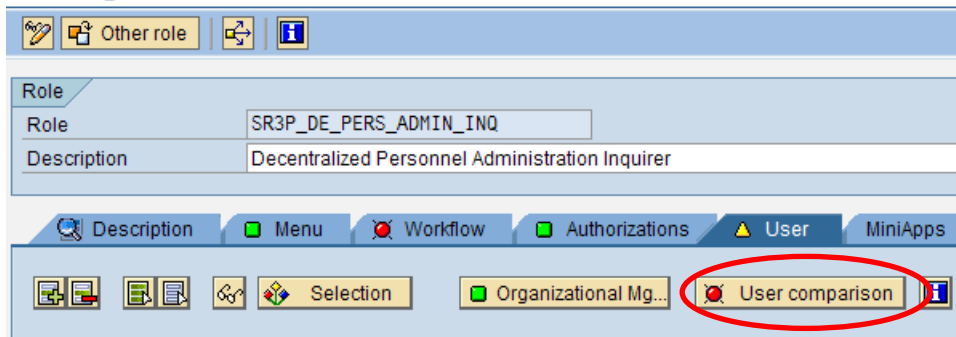 Other role
Role
Role SR3P_DE_PERS_ADMIN_INQ
Description Decentralized Personnel Administration Inquirer
Description Menu Workflow Authorizations User MiniApps
Selection Organizational Mg... User comparison